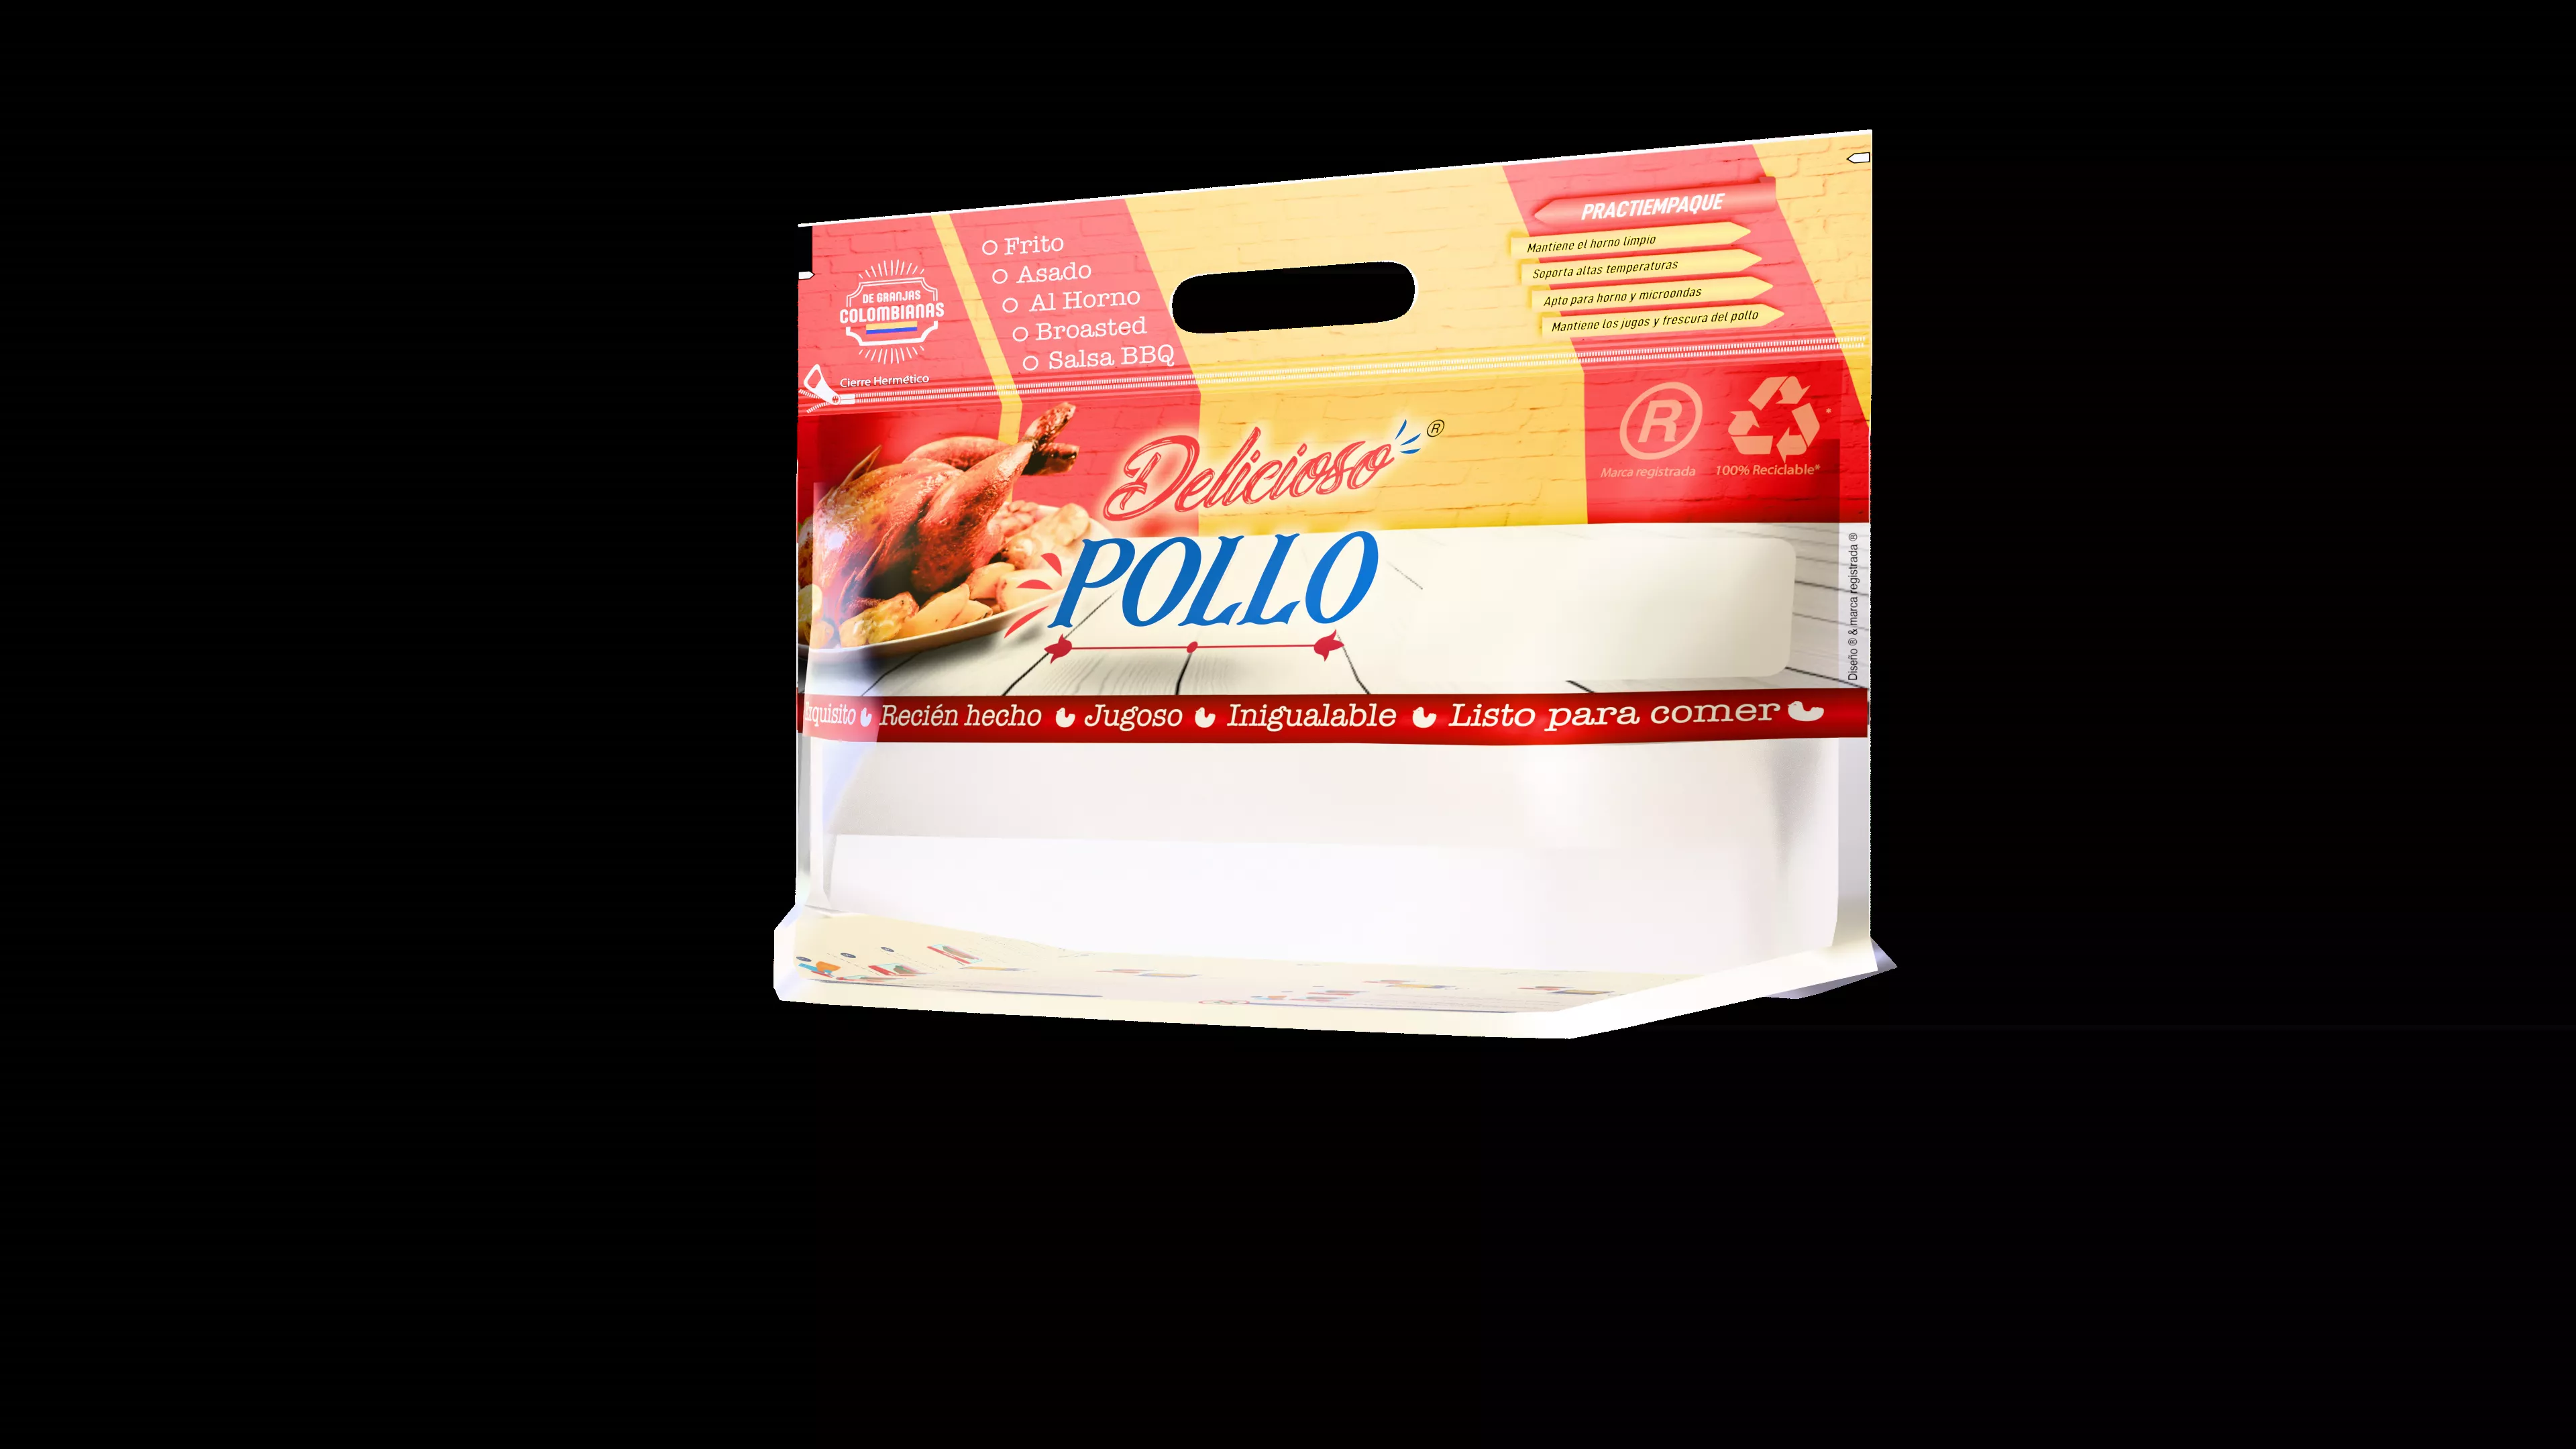 DE GRANJAS
COLOMBIANAS
Cierre Hermético
Frito
Asado
Al Horno
Broasted
Salsa BBQ
PRACTIEMPAQUE
Mantiene el horno limpio
Soporta altas temperaturas
Apto para horno y microondas
Mantiene los jugos y frescura del pollo
R
Marca registrada
100% Reciclable*
Delicioso ®
POLLO
Diseño ® & marca registrada ®
Recién hecho Jugoso Inigualable Listo para comer